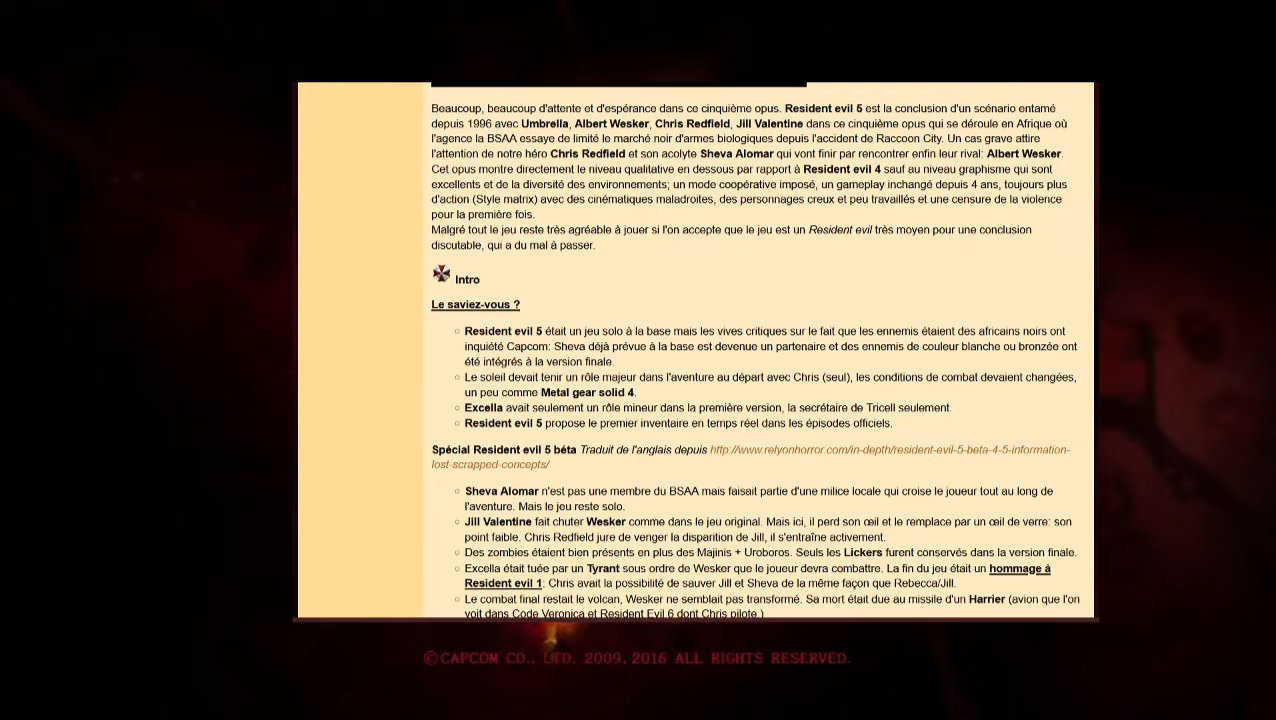 Beaucoup, beaucoup d'attente et d'espérance dans ce cinquième opus. Resident evil 5 est la conclusion d'un scénario entamé
depuis 1996 avec Umbrella, Albert Wesker, Chris Redfield, Jill Valentine dans ce cinquième opus qui se déroule en Afrique où
l'agence la BSAA essaye de limité le marché noir d'armes biologiques depuis l'accident de Raccoon City. Un cas grave attire
l'attention de notre héro Chris Redfield et son acolyte Sheva Alomar qui vont finir par rencontrer enfin leur rival: Albert Wesker.
Cet opus montre directement le niveau qualitative en dessous par rapport à Resident evil 4 sauf au niveau graphisme qui sont
excellents et de la diversité des environnements; un mode coopérative imposé, un gameplay inchangé depuis 4 ans, toujours plus
d'action (Style matrix) avec des cinématiques maladroites, des personnages creux et peu travaillés et une censure de la violence
pour la première fois.
Malgré tout le jeu reste très agréable à jouer si l'on accepte que le jeu est un Resident evil très moyen pour une conclusion
discutable, qui a du mal à passer.
Intro
Le saviez-vous ?
Resident evil 5 était un jeu solo à la base mais les vives critiques sur le fait que les ennemis étaient des africains noirs ont
inquiété Capcom: Sheva déjà prévue à la base est devenue un partenaire et des ennemis de couleur blanche ou bronzée ont
été intégrés à la version finale.
Le soleil devait tenir un rôle majeur dans l'aventure au départ avec Chris (seul), les conditions de combat devaient changées,
un peu comme Metal gear solid 4.
Excella avait seulement un rôle mineur dans la première version, la secrétaire de Tricell seulement.
Resident evil 5 propose le premier inventaire en temps réel dans les épisodes officiels.
Spécial Resident evil 5 béta Traduit de l'anglais depuis http://www.relyonhorror.com/in-depth/resident-evil-5-beta-4-5-information-
lost-scrapped-concepts/
Sheva Alomar n'est pas une membre du BSAA mais faisait partie d'une milice locale qui croise le joueur tout au long de
l'aventure. Mais le jeu reste solo.
Jill Valentine fait chuter Wesker comme dans le jeu original. Mais ici, il perd son œil et le remplace par un œil de verre: son
point faible. Chris Redfield jure de venger la disparition de Jill, il s'entraîne activement.
Des zombies étaient bien présents en plus des Majinis + Uroboros. Seuls les Lickers furent conservés dans la version finale.
Excella était tuée par un Tyrant sous ordre de Wesker que le joueur devra combattre. La fin du jeu était un hommage à
Resident evil 1: Chris avait la possibilité de sauver Jill et Sheva de la même façon que Rebecca/Jill.
Le combat final restait le volcan, Wesker ne semblait pas transformé. Sa mort était due au missile d'un Harrier (avion que l'on
voit dans Code Veronica et Resident Evil 6 dont Chris pilote.)
©CAPCOM CO., LTD. 2009, 2016 ALL RIGHTS RESERVED.